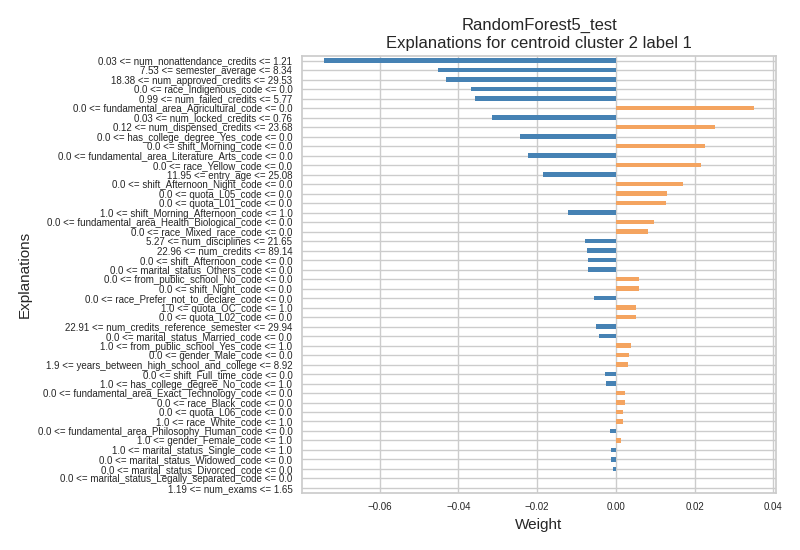 RandomForest5_test
Explanations for centroid cluster 2 label 1
0.03 <= num_nonattendance_credits <= 1.21
7.53 <= semester_average <= 8.34
18.38 <= num_approved_credits <= 29.53
0.0 <= race_Indigenous_code <= 0.0
0.99 <= num_failed_credits <= 5.77
0.0 <= fundamental_area_Agricultural_code <= 0.0
0.03 <= num_locked_credits <= 0.76
0.12 <= num_dispensed_credits <= 23.68
0.0 <= has_college_degree_Yes_code <= 0.0
0.0 <= shift_Morning_code <= 0.0
0.0 <= fundamental_area_Literature_Arts_code <= 0.0
0.0 <= race_Yellow_code <= 0.0
11.95 <= entry_age <= 25.08
0.0 <= shift_Afternoon_Night_code <= 0.0
0.0 <= quota_L05_code <= 0.0
0.0 <= quota_L01_code <= 0.0
1.0 <= shift_Morning_Afternoon_code <= 1.0
0.0 <= fundamental_area_Health_Biological_code <= 0.0
0.0 <= race_Mixed_race_code <= 0.0
5.27 <= num_disciplines <= 21.65
22.96 <= num_credits <= 89.14
0.0 <= shift_Afternoon_code <= 0.0
0.0 <= marital_status_Others_code <= 0.0
0.0 <= from_public_school_No_code <= 0.0
0.0 <= shift_Night_code <= 0.0
0.0 <= race_Prefer_not_to_declare_code <= 0.0
1.0 <= quota_OC_code <= 1.0
0.0 <= quota_L02_code <= 0.0
22.91 <= num_credits_reference_semester <= 29.94
0.0 <= marital_status_Married_code <= 0.0
1.0 <= from_public_school_Yes_code <= 1.0
0.0 <= gender_Male_code <= 0.0
1.9 <= years_between_high_school_and_college <= 8.92
0.0 <= shift_Full_time_code <= 0.0
1.0 <= has_college_degree_No_code <= 1.0
0.0 <= fundamental_area_Exact_Technology_code <= 0.0
0.0 <= race_Black_code <= 0.0
0.0 <= quota_L06_code <= 0.0
1.0 <= race_White_code <= 1.0
0.0 <= fundamental_area_Philosophy_Human_code <= 0.0
1.0 <= gender_Female_code <= 1.0
1.0 <= marital_status_Single_code <= 1.0
0.0 <= marital_status_Widowed_code <= 0.0
0.0 <= marital_status_Divorced_code <= 0.0
0.0 <= marital_status_Legally_separated_code <= 0.0
1.19 <= num_exams <= 1.65
Explanations
−0.06 −0.04 −0.02 0.00 0.02 0.04
Weight